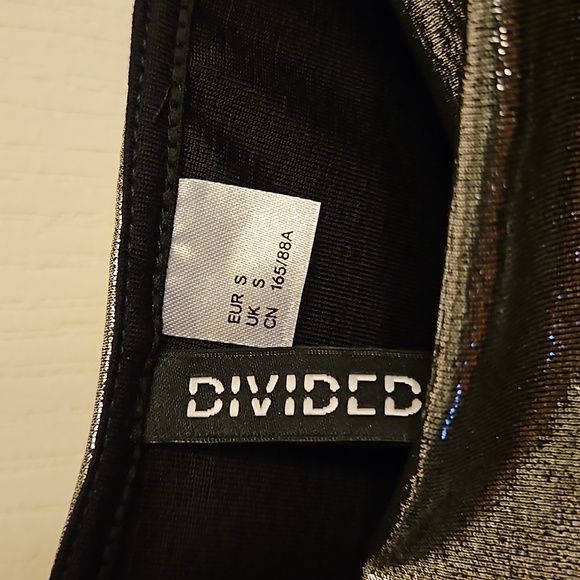 EUR S
UK S
CN 165/88A
DIVIDED